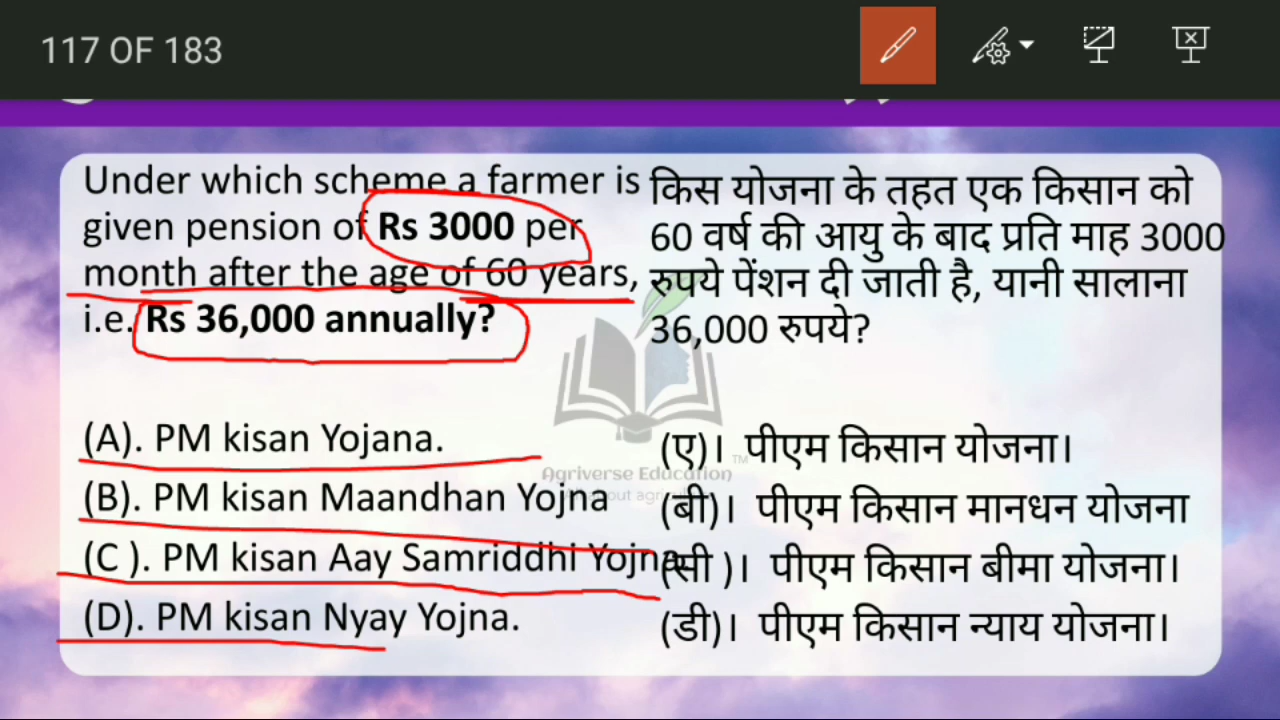 117 OF 183
Under which scheme a farmer is
given pension of Rs 3000 per
month after the age of 60 years,
i.e. Rs 36,000 annually?
(A). PM kisan Yojana.
(B). PM kisan Maandhan Yojna
(C ). PM kisan Aay Samriddhi Yojna.
(D). PM kisan Nyay Yojna.
किस योजना के तहत एक किसान को
60 वर्ष की आयु के बाद प्रति माह 3000
रुपये पेंशन दी जाती है, यानी सालाना
36,000 रुपये?
(ए)। पीएम किसान योजना।
(बी)। पीएम किसान मानधन योजना
(सी )। पीएम किसान बीमा योजना।
(डी)। पीएम किसान न्याय योजना।
Agriverse Education
TM